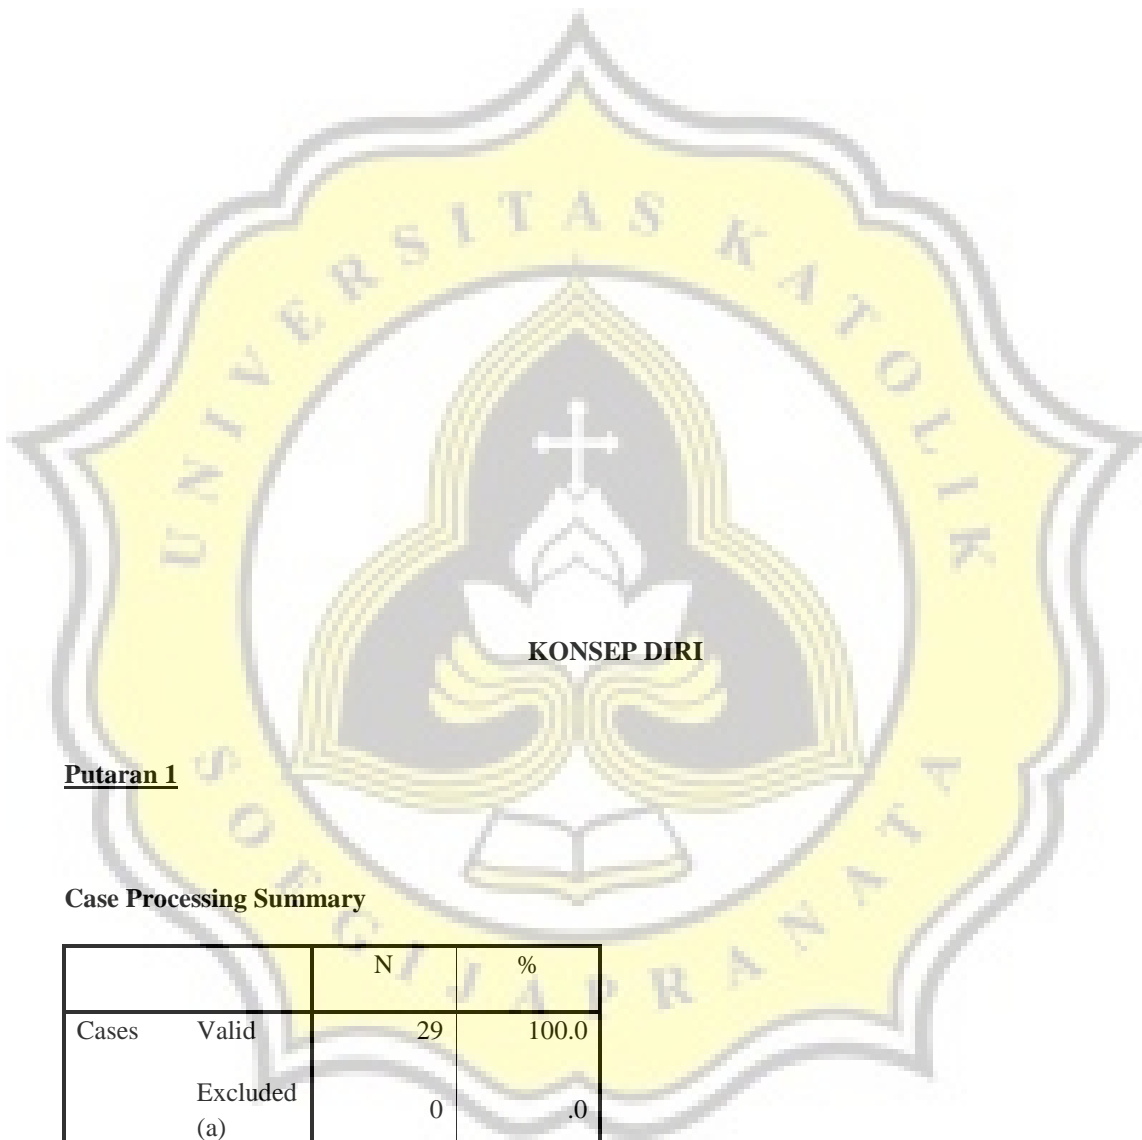 UNIVERSITAS KATOLIK
KONSEP DIRI
Putaran 1
SOEGIJAPRANATA
Case Processing Summary
N %
Cases Valid 29 100.0
Excluded
(a) 0 .0